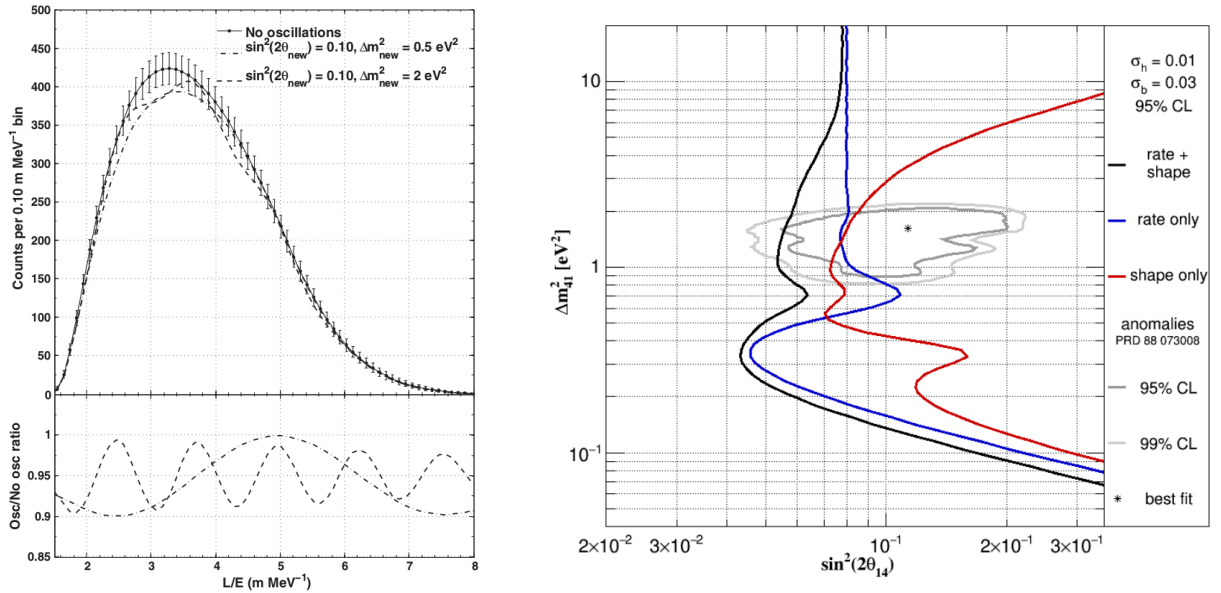 No oscillations
sin²(2θnew) = 0.10, Δm²new = 0.5 eV²
sin²(2θnew) = 0.10, Δm²new = 2 eV²
Counts per 0.10 m MeV⁻¹ bin
500
450
400
350
300
250
200
150
100
50
0
Osc/No osc ratio
1
0.95
0.9
0.85
2 3 4 5 6 7 8
L/E (m MeV⁻¹)
Δm²41 [eV²]
10
1
10⁻¹
2×10⁻² 3×10⁻² 10⁻¹ 2×10⁻¹ 3×10⁻¹
sin²(2θ14)
σh = 0.01
σb = 0.03
95% CL
rate +
shape
rate only
shape only
anomalies
PRD 88 073008
95% CL
99% CL
best fit